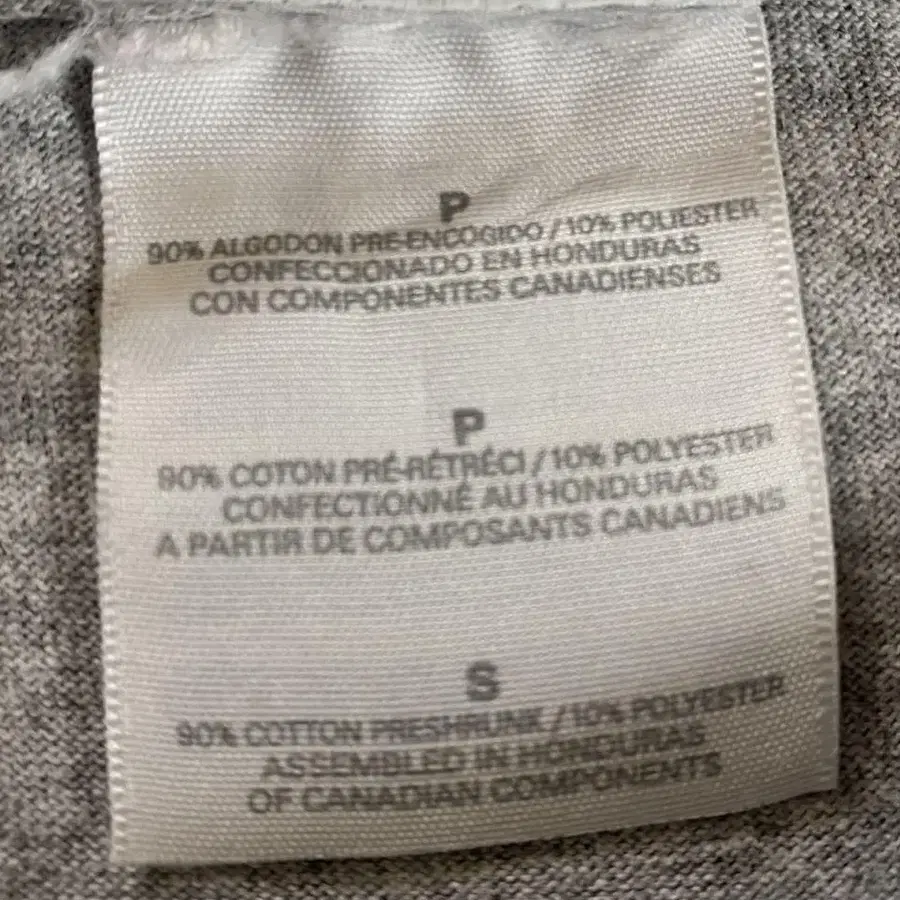 P
90% ALGODON PRE-ENCOGIDO / 10% POLIESTER
CONFECCIONADO EN HONDURAS
CON COMPONENTES CANADIENSES
P
90% COTON PRÉ-RÉTRÉCI / 10% POLYESTER
CONFECTIONNÉ AU HONDURAS
A PARTIR DE COMPOSANTS CANADIENS
S
90% COTTON PRESHRUNK / 10% POLYESTER
ASSEMBLED IN HONDURAS
OF CANADIAN COMPONENTS